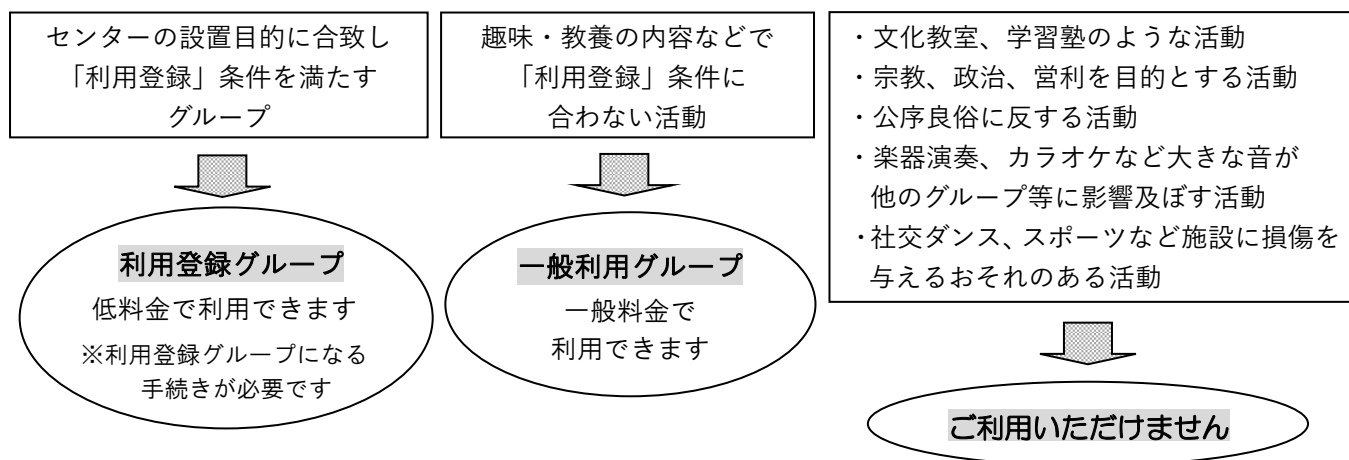 センターの設置目的に合致し
「利用登録」条件を満たす
グループ
利用登録グループ
低料金で利用できます
※利用登録グループになる
手続きが必要です
趣味・教養の内容などで
「利用登録」条件に
合わない活動
一般利用グループ
一般料金で
利用できます
・文化教室、学習塾のような活動
・宗教、政治、営利を目的とする活動
・公序良俗に反する活動
・楽器演奏、カラオケなど大きな音が
他のグループ等に影響及ぼす活動
・社交ダンス、スポーツなど施設に損傷を
与えるおそれのある活動
ご利用いただけません